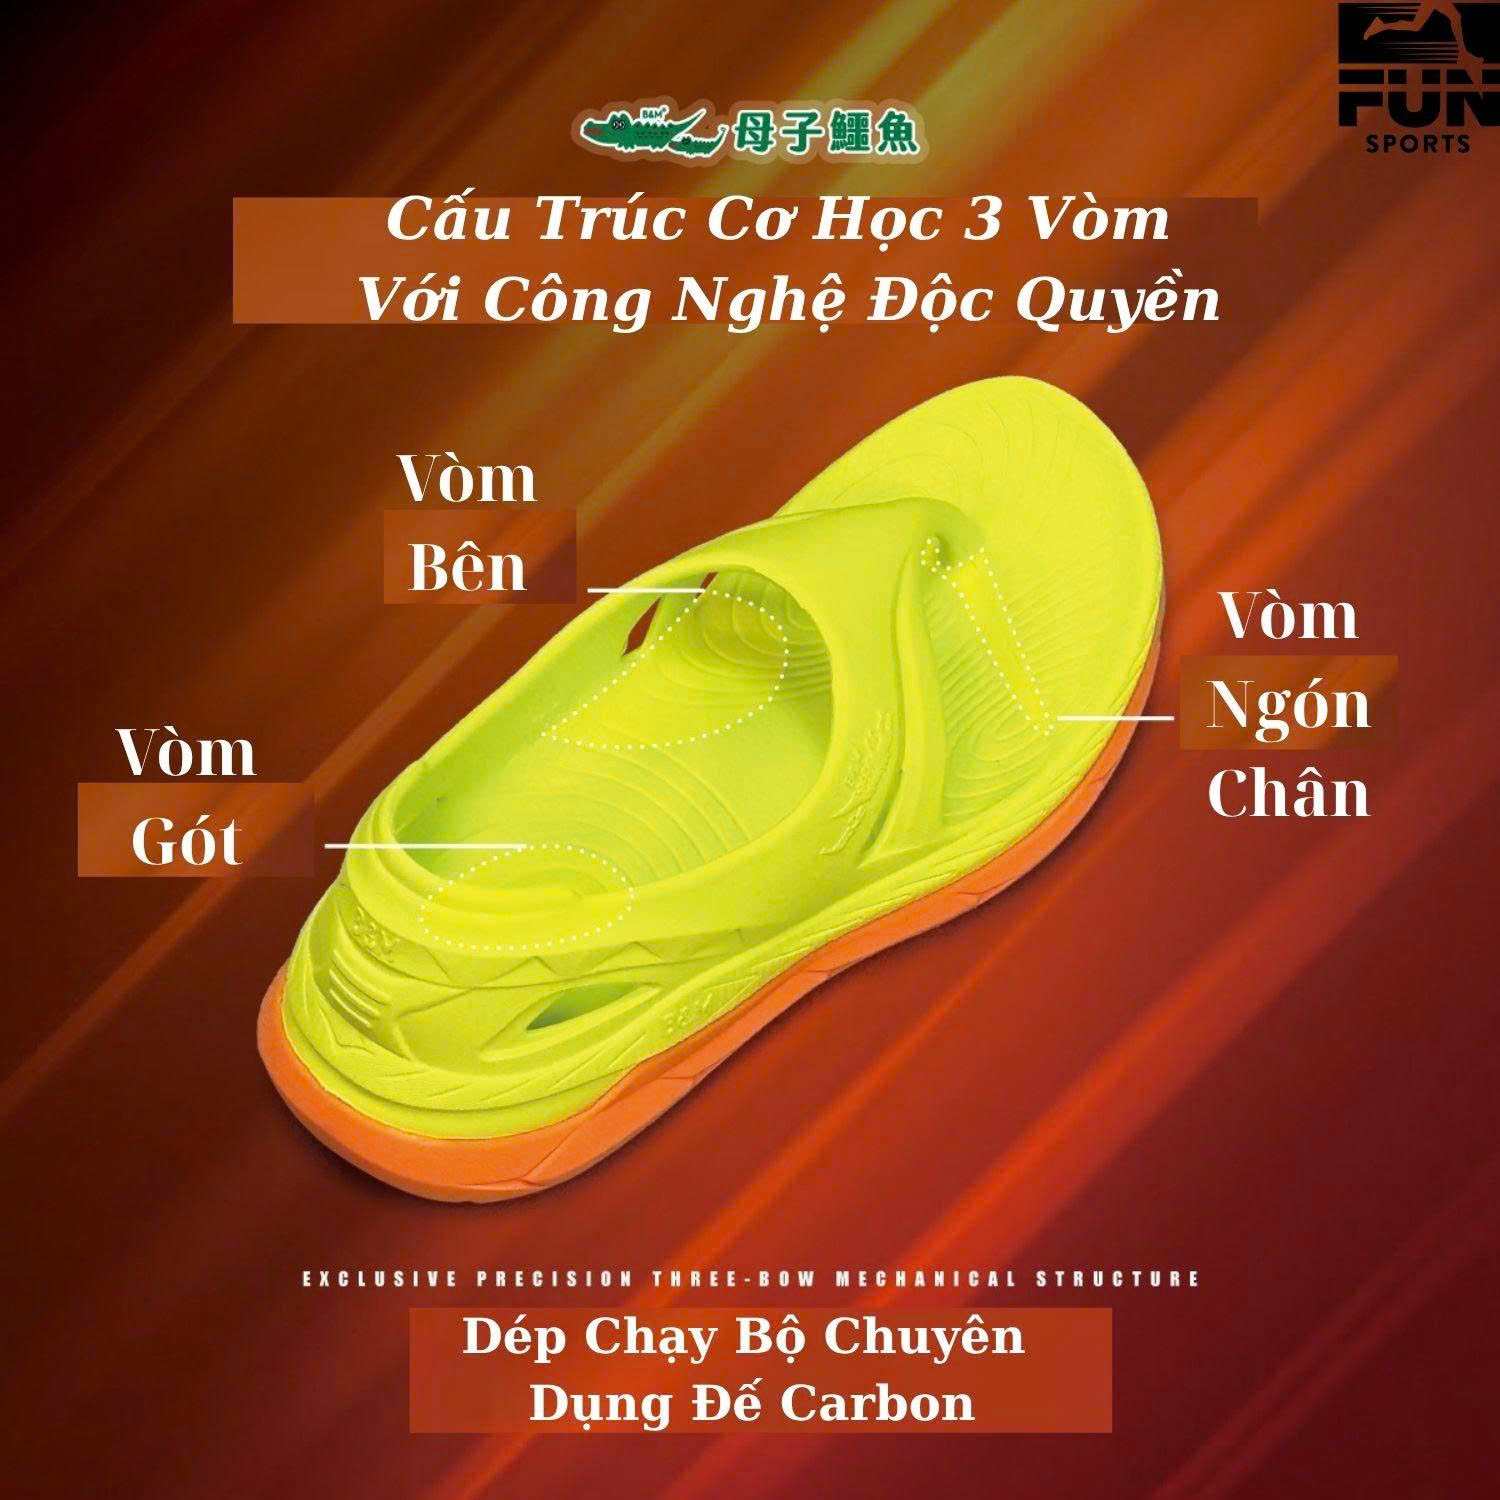 FUN
SPORTS
B&M® 母子鱷魚
Cấu Trúc Cơ Học 3 Vòm
Với Công Nghệ Độc Quyền
Vòm
Bên
Vòm
Ngón
Chân
Vòm
Gót
EXCLUSIVE PRECISION THREE-BOW MECHANICAL STRUCTURE
Dép Chạy Bộ Chuyên
Dụng Đế Carbon